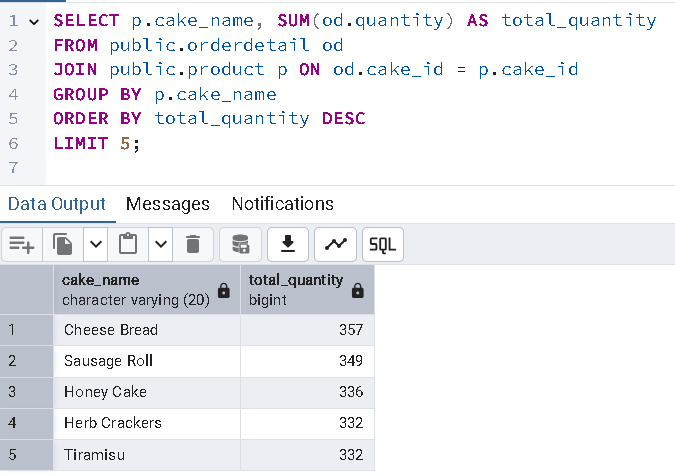 1 SELECT p.cake_name, SUM(od.quantity) AS total_quantity
2 FROM public.orderdetail od
3 JOIN public.product p ON od.cake_id = p.cake_id
4 GROUP BY p.cake_name
5 ORDER BY total_quantity DESC
6 LIMIT 5;
7
Data Output Messages Notifications
SQL
cake_name total_quantity
character varying (20) bigint
1 Cheese Bread 357
2 Sausage Roll 349
3 Honey Cake 336
4 Herb Crackers 332
5 Tiramisu 332